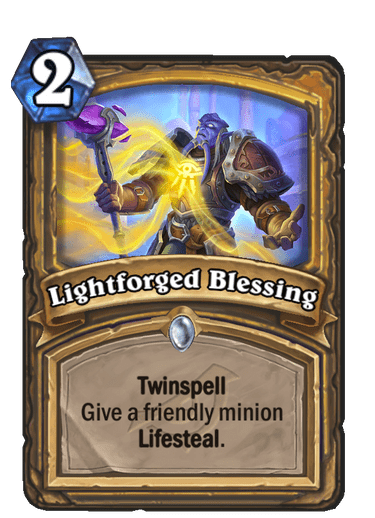 2
Lightforged Blessing
Twinspell
Give a friendly minion
Lifesteal.